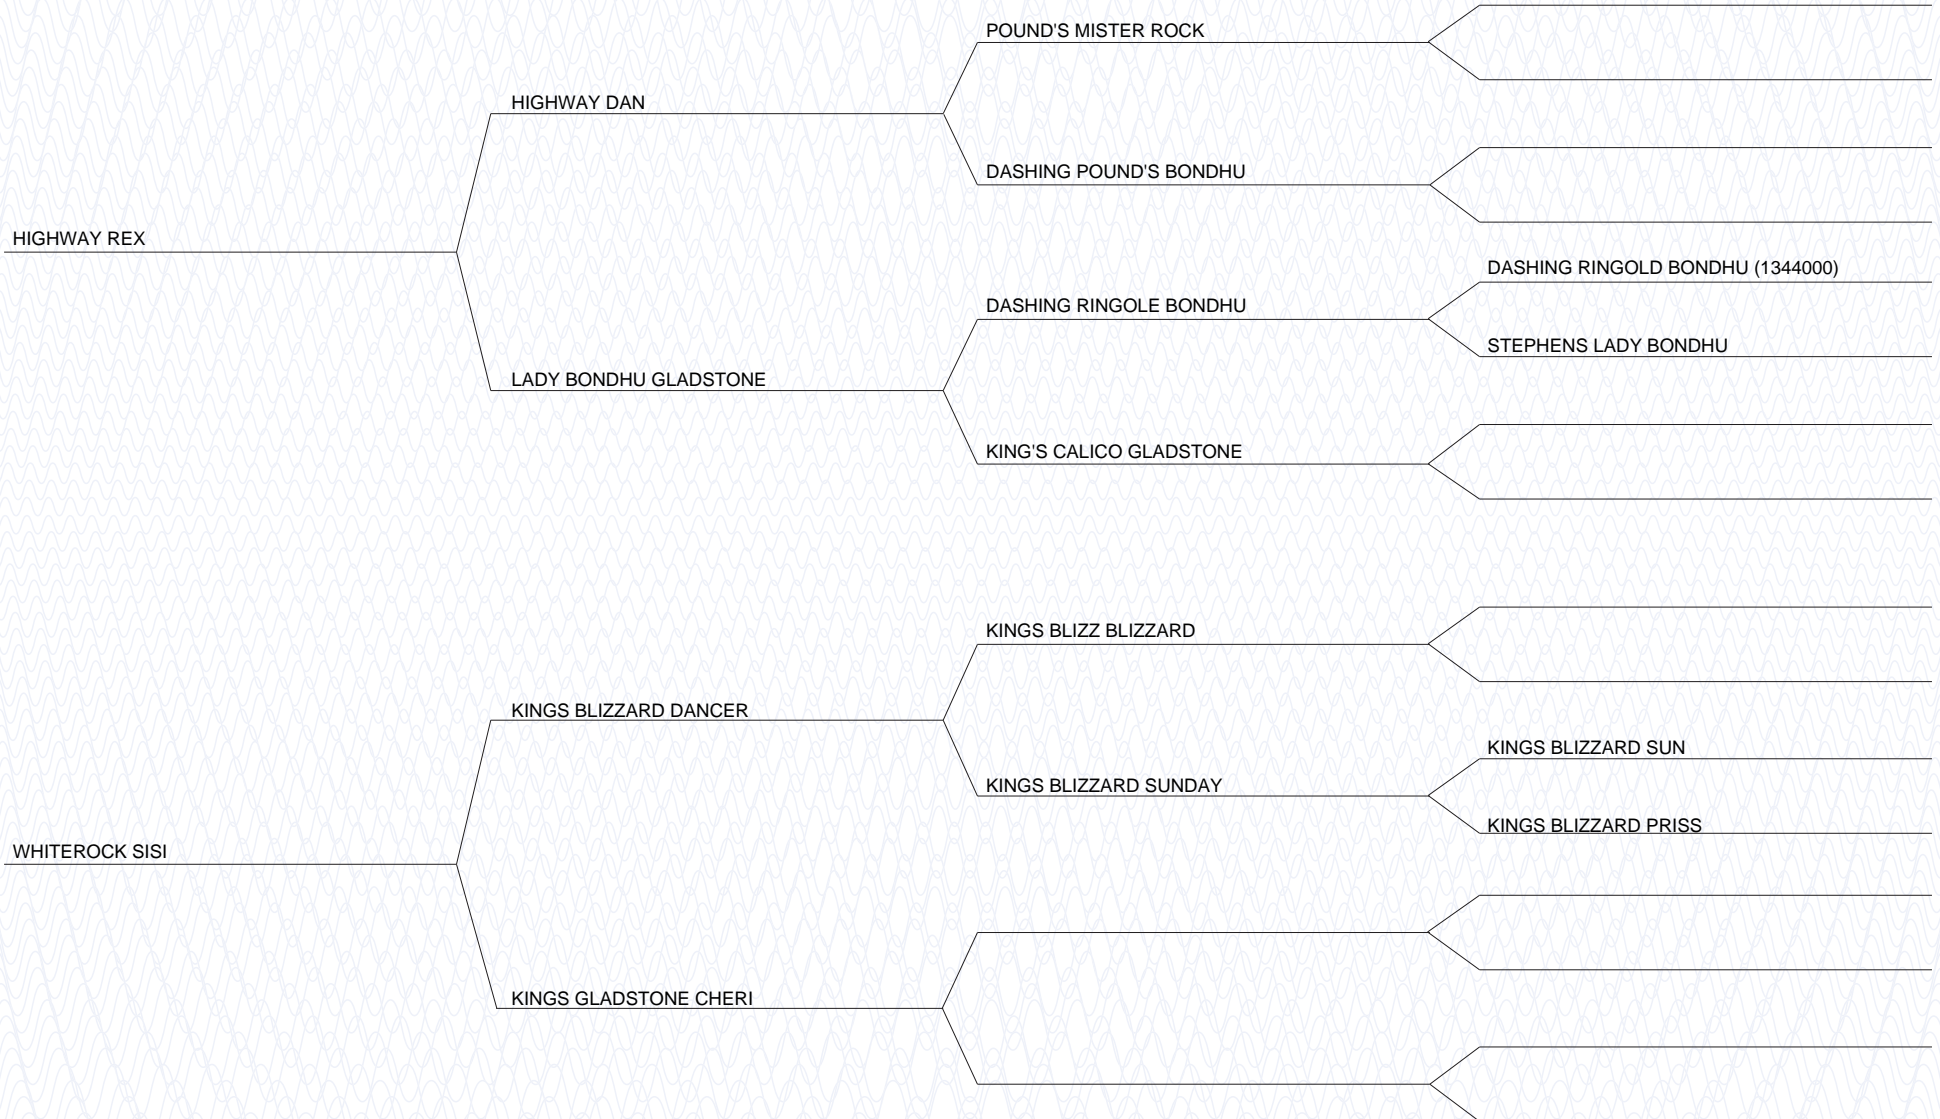 POUND'S MISTER ROCK
HIGHWAY DAN
DASHING POUND'S BONDHU
HIGHWAY REX
DASHING RINGOLD BONDHU (1344000)
DASHING RINGOLE BONDHU
STEPHENS LADY BONDHU
LADY BONDHU GLADSTONE
KING'S CALICO GLADSTONE
KINGS BLIZZ BLIZZARD
KINGS BLIZZARD DANCER
KINGS BLIZZARD SUN
KINGS BLIZZARD SUNDAY
KINGS BLIZZARD PRISS
WHITEROCK SISI
KINGS GLADSTONE CHERI